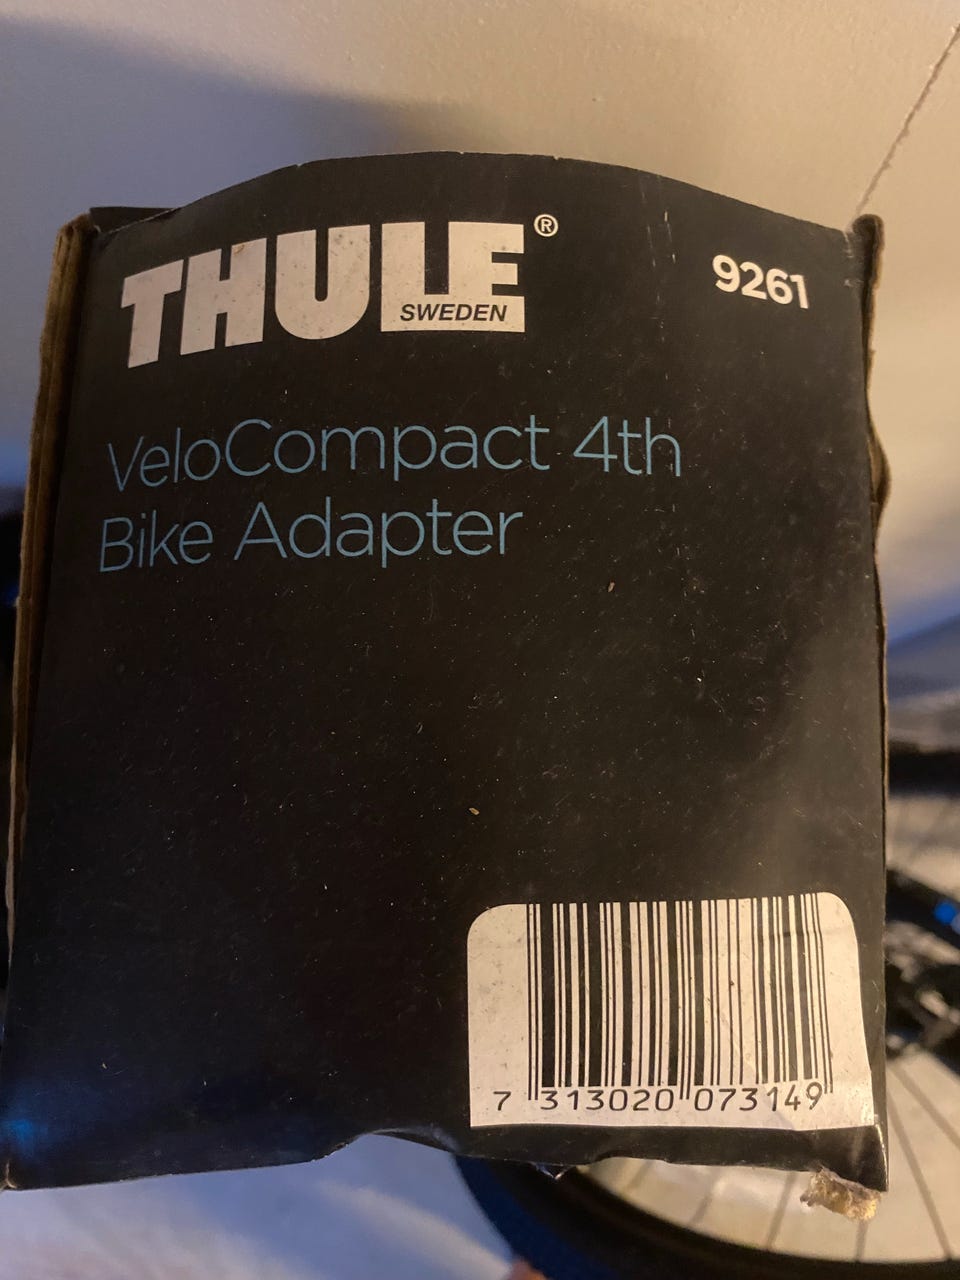 THULE®
SWEDEN
9261
VeloCompact 4th
Bike Adapter
7 313020 073149